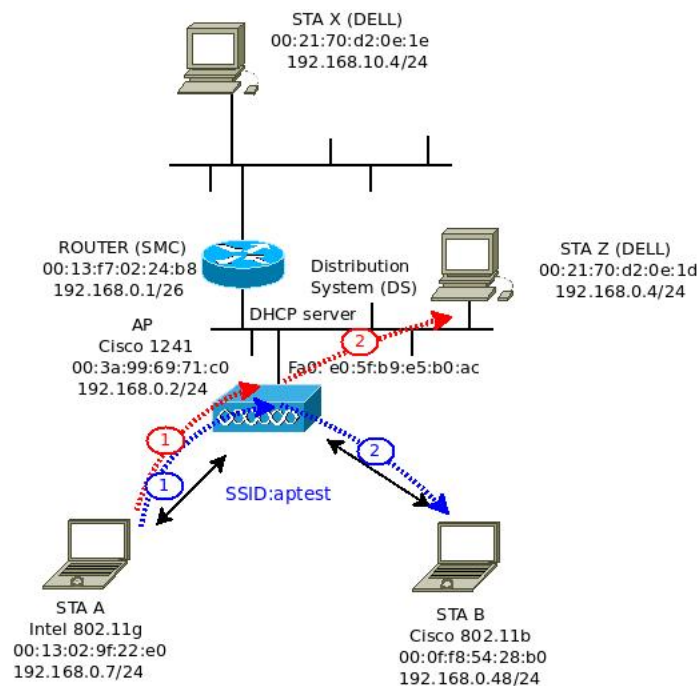 STA X (DELL)
00:21:70:d2:0e:1e
192.168.10.4/24
ROUTER (SMC)
00:13:f7:02:24:b8
192.168.0.1/26
Distribution
System (DS)
STA Z (DELL)
00:21:70:d2:0e:1d
192.168.0.4/24
DHCP server
AP
Cisco 1241
00:3a:99:69:71:c0
192.168.0.2/24
2
Fa0: e0:5f:b9:e5:b0:ac
1
1
2
SSID:aptest
STA A
Intel 802.11g
00:13:02:9f:22:e0
192.168.0.7/24
STA B
Cisco 802.11b
00:0f:f8:54:28:b0
192.168.0.48/24